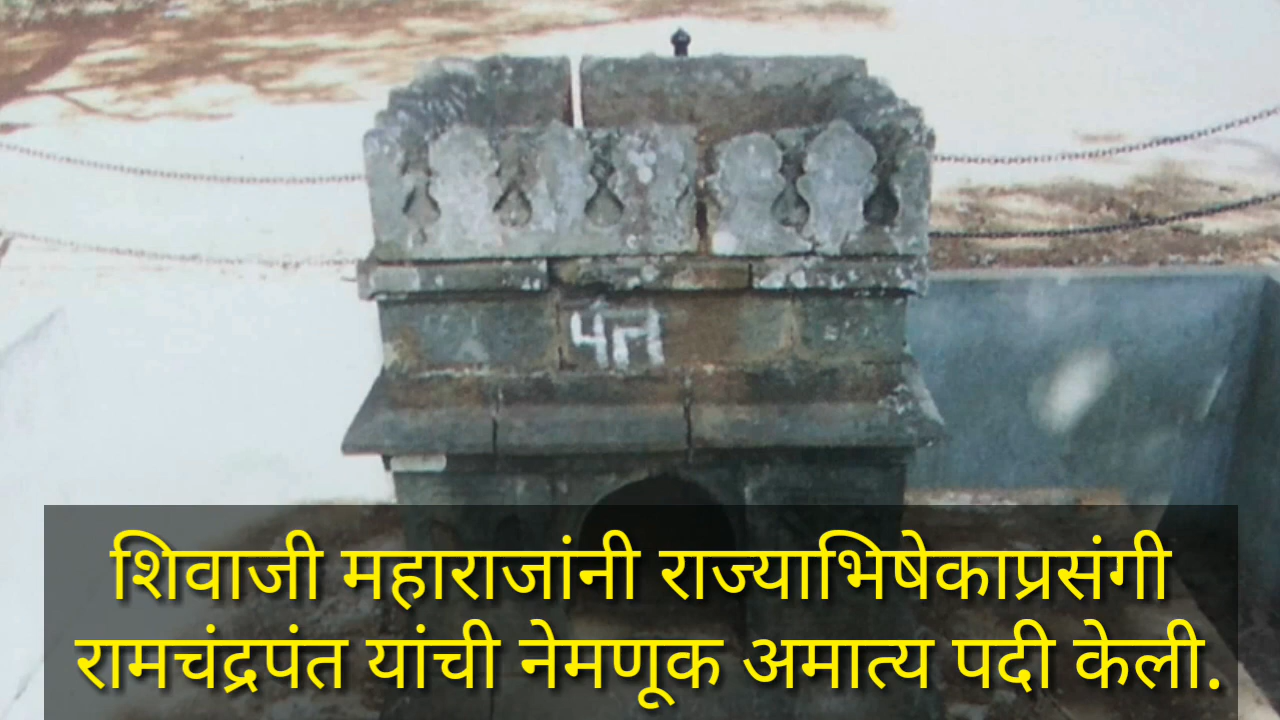 पंत
शिवाजी महाराजांनी राज्याभिषेकाप्रसंगी
रामचंद्रपंत यांची नेमणूक अमात्य पदी केली.